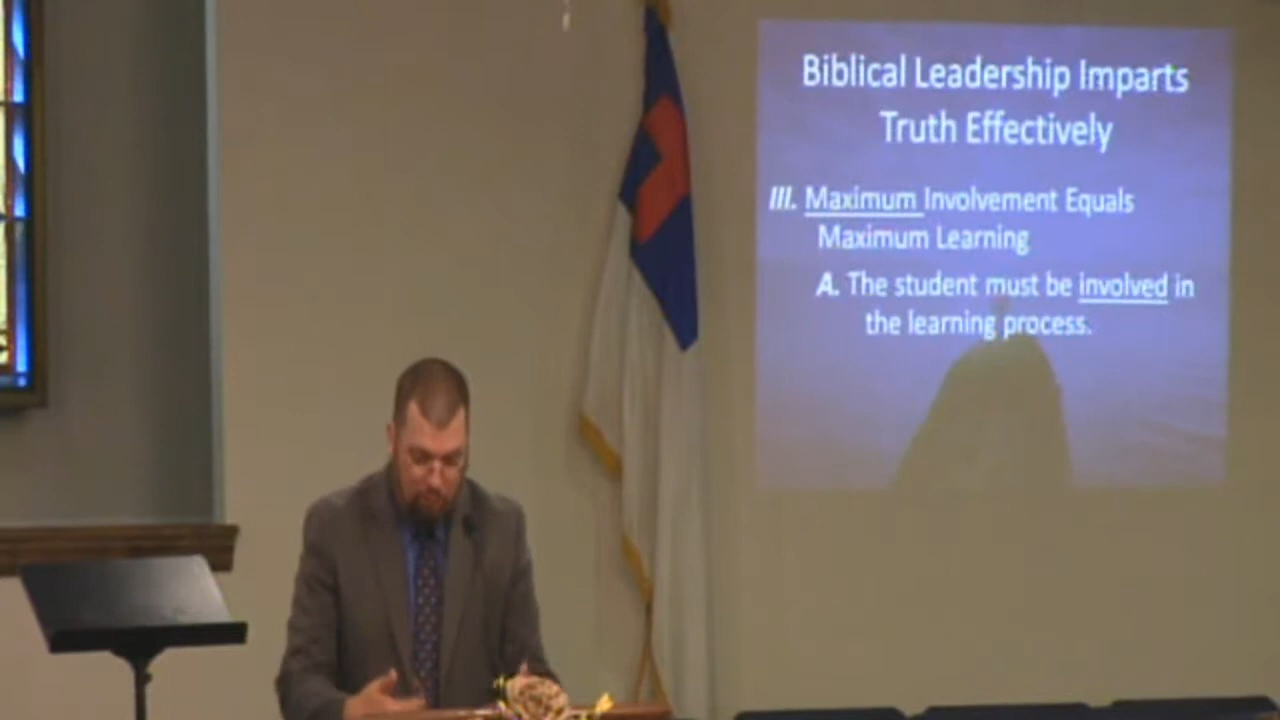 Biblical Leadership Imparts
Truth Effectively
III. Maximum Involvement Equals
Maximum Learning
A. The student must be involved in
the learning process.